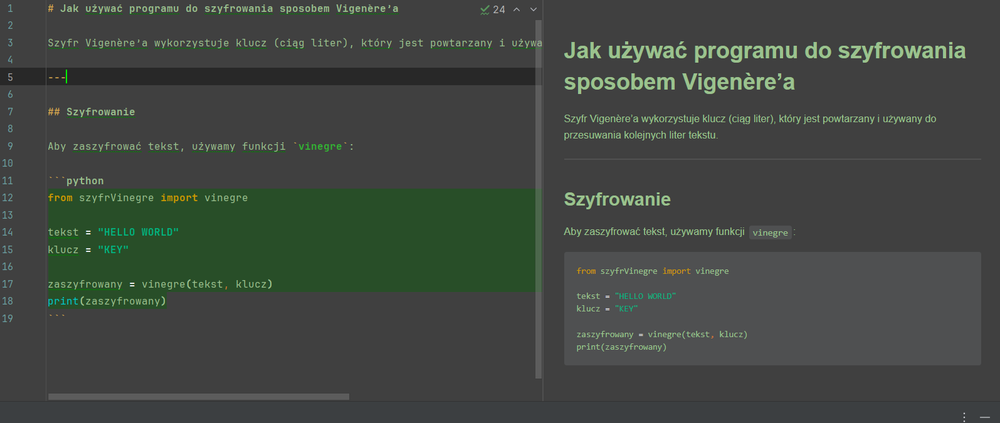 1 # Jak używać programu do szyfrowania sposobem Vigenère’a
24
2
3 Szyfr Vigenère’a wykorzystuje klucz (ciąg liter), który jest powtarzany i używa
4
5 ---
6
7 ## Szyfrowanie
8
9 Aby zaszyfrować tekst, używamy funkcji `vinegre`:
10
11 ```python
12 from szyfrVinegre import vinegre
13
14 tekst = "HELLO WORLD"
15 klucz = "KEY"
16
17 zaszyfrowany = vinegre(tekst, klucz)
18 print(zaszyfrowany)
19 ```
Jak używać programu do szyfrowania
sposobem Vigenère’a
Szyfr Vigenère’a wykorzystuje klucz (ciąg liter), który jest powtarzany i używany do
przesuwania kolejnych liter tekstu.
Szyfrowanie
Aby zaszyfrować tekst, używamy funkcji vinegre:
from szyfrVinegre import vinegre
tekst = "HELLO WORLD"
klucz = "KEY"
zaszyfrowany = vinegre(tekst, klucz)
print(zaszyfrowany)